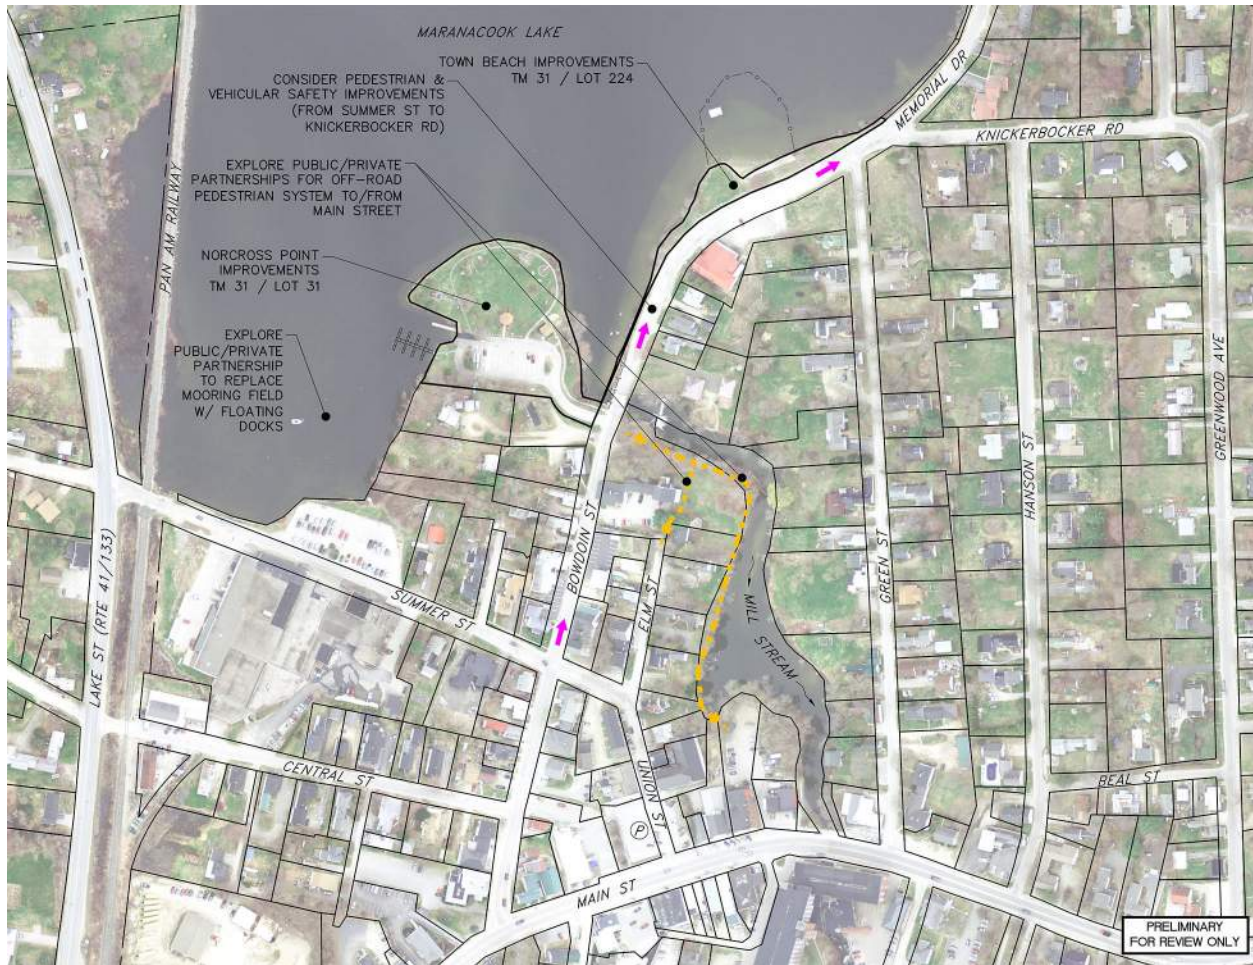 MARANACOOK LAKE
TOWN BEACH IMPROVEMENTS
TM 31 / LOT 224
CONSIDER PEDESTRIAN &
VEHICULAR SAFETY IMPROVEMENTS
(FROM SUMMER ST TO
KNICKERBOCKER RD)
EXPLORE PUBLIC/PRIVATE
PARTNERSHIPS FOR OFF-ROAD
PEDESTRIAN SYSTEM TO/FROM
MAIN STREET
NORCROSS POINT
IMPROVEMENTS
TM 31 / LOT 31
EXPLORE
PUBLIC/PRIVATE
PARTNERSHIP
TO REPLACE
MOORING FIELD
W/ FLOATING
DOCKS
PAN AM RAILWAY
MEMORIAL DR
KNICKERBOCKER RD
GREENWOOD AVE
HANSON ST
GREEN ST
BOWDOIN ST
ELM ST
MILL STREAM
SUMMER ST
LAKE ST (RTE 41/133)
CENTRAL ST
UNION ST
P
MAIN ST
BEAL ST
PRELIMINARY
FOR REVIEW ONLY